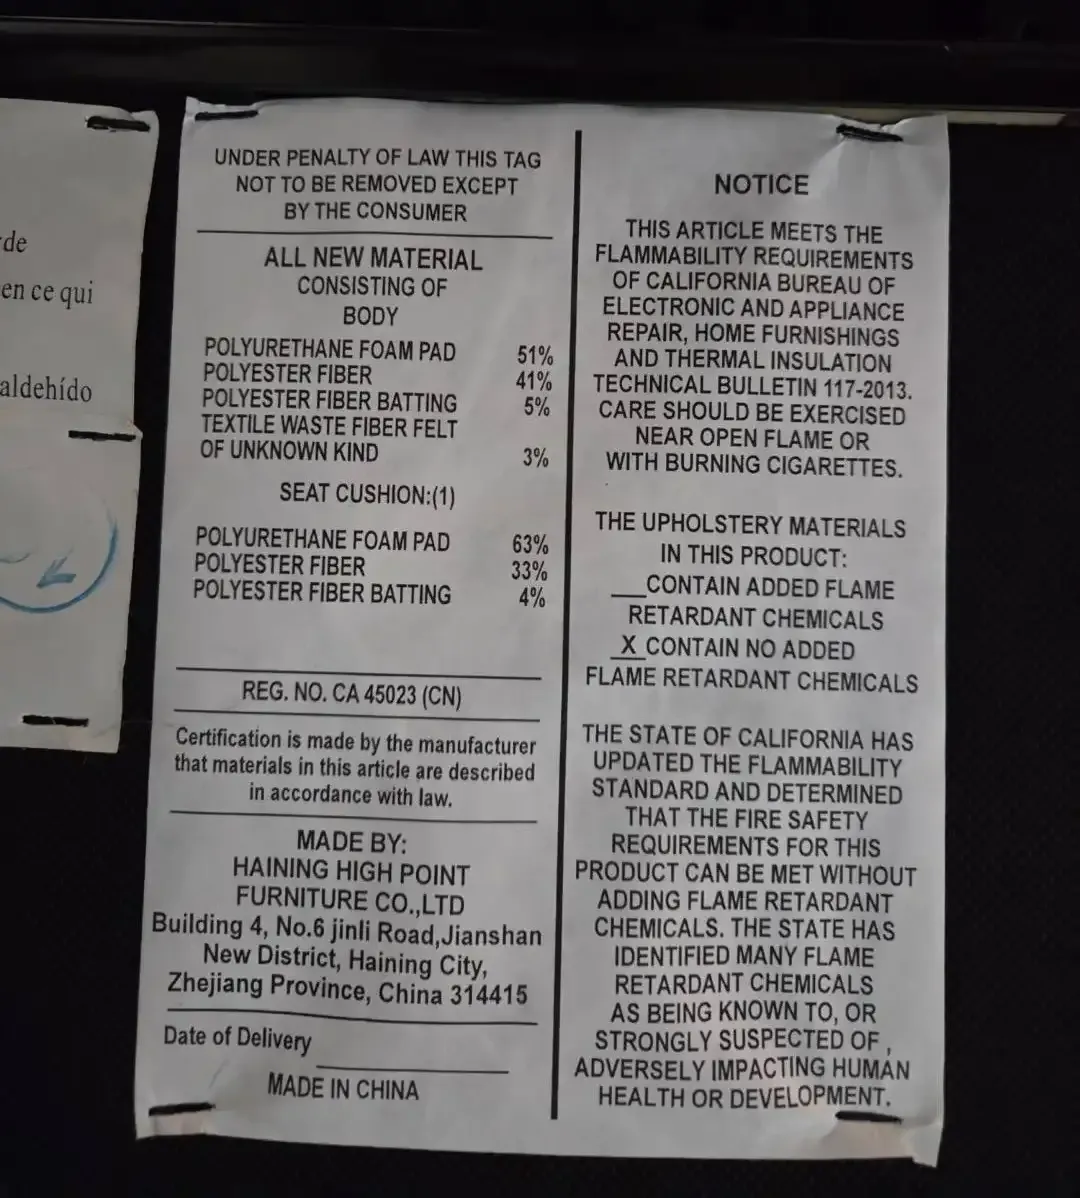 de
en ce qui
aldehído
UNDER PENALTY OF LAW THIS TAG
NOT TO BE REMOVED EXCEPT
BY THE CONSUMER
ALL NEW MATERIAL
CONSISTING OF
BODY
POLYURETHANE FOAM PAD 51%
POLYESTER FIBER 41%
POLYESTER FIBER BATTING 5%
TEXTILE WASTE FIBER FELT
OF UNKNOWN KIND 3%
SEAT CUSHION:(1)
POLYURETHANE FOAM PAD 63%
POLYESTER FIBER 33%
POLYESTER FIBER BATTING 4%
REG. NO. CA 45023 (CN)
Certification is made by the manufacturer
that materials in this article are described
in accordance with law.
MADE BY:
HAINING HIGH POINT
FURNITURE CO.,LTD
Building 4, No.6 jinli Road,Jianshan
New District, Haining City,
Zhejiang Province, China 314415
Date of Delivery
MADE IN CHINA
NOTICE
THIS ARTICLE MEETS THE
FLAMMABILITY REQUIREMENTS
OF CALIFORNIA BUREAU OF
ELECTRONIC AND APPLIANCE
REPAIR, HOME FURNISHINGS
AND THERMAL INSULATION
TECHNICAL BULLETIN 117-2013.
CARE SHOULD BE EXERCISED
NEAR OPEN FLAME OR
WITH BURNING CIGARETTES.
THE UPHOLSTERY MATERIALS
IN THIS PRODUCT:
___CONTAIN ADDED FLAME
RETARDANT CHEMICALS
_X_CONTAIN NO ADDED
FLAME RETARDANT CHEMICALS
THE STATE OF CALIFORNIA HAS
UPDATED THE FLAMMABILITY
STANDARD AND DETERMINED
THAT THE FIRE SAFETY
REQUIREMENTS FOR THIS
PRODUCT CAN BE MET WITHOUT
ADDING FLAME RETARDANT
CHEMICALS. THE STATE HAS
IDENTIFIED MANY FLAME
RETARDANT CHEMICALS
AS BEING KNOWN TO, OR
STRONGLY SUSPECTED OF ,
ADVERSELY IMPACTING HUMAN
HEALTH OR DEVELOPMENT.